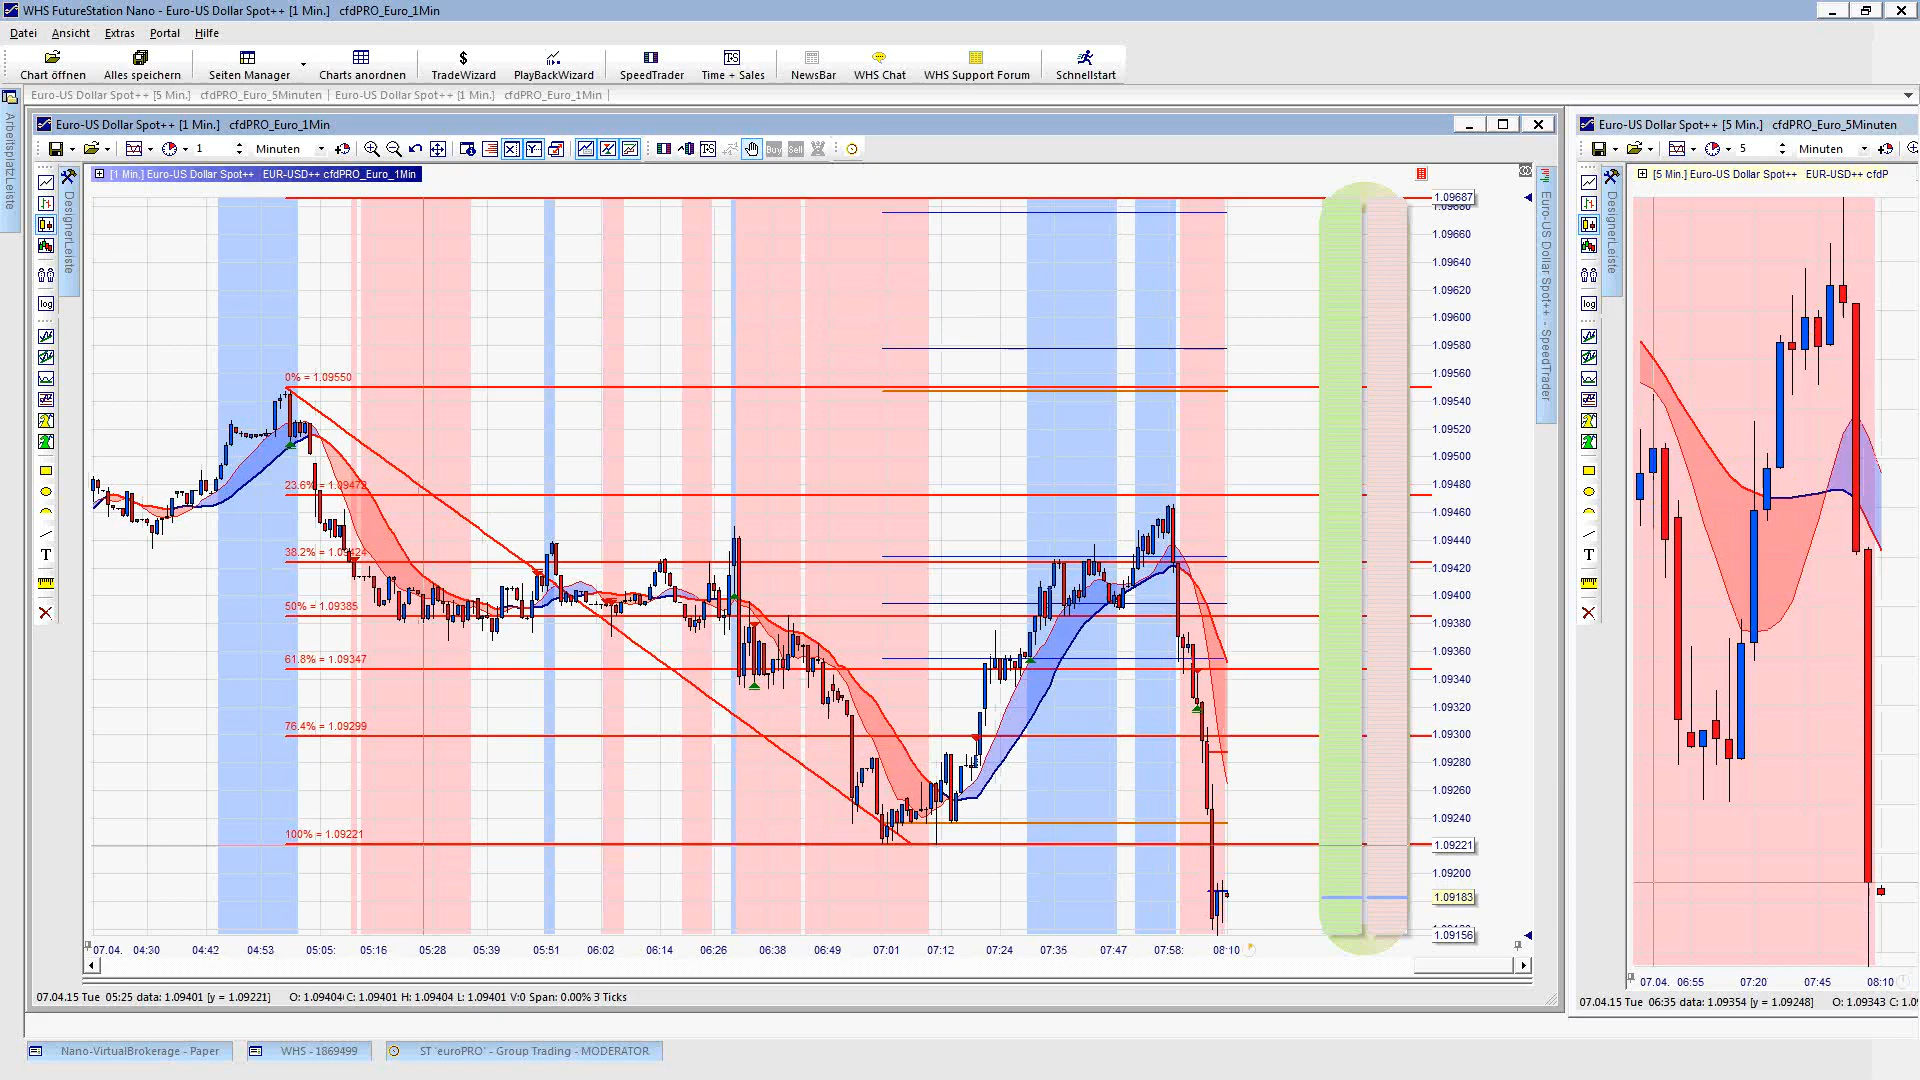 WHS FutureStation Nano - Euro-US Dollar Spot++ [1 Min.]   cfdPRO_Euro_1Min
Datei Ansicht Extras Portal Hilfe
Chart öffnen Alles speichern Seiten Manager Charts anordnen TradeWizard PlayBackWizard SpeedTrader Time + Sales NewsBar WHS Chat WHS Support Forum Schnellstart
Euro-US Dollar Spot++ [5 Min.]   cfdPRO_Euro_5Minuten | Euro-US Dollar Spot++ [1 Min.]   cfdPRO_Euro_1Min |
ArbeitsplatzLeiste
Euro-US Dollar Spot++ [1 Min.]   cfdPRO_Euro_1Min
1 Minuten
Buy Sell
DesignerLeiste
log
T
[1 Min.] Euro-US Dollar Spot++   EUR-USD++ cfdPRO_Euro_1Min
0% = 1.09550
23.6% = 1.09472
38.2% = 1.09424
50% = 1.09385
61.8% = 1.09347
76.4% = 1.09299
100% = 1.09221
1.09687
1.09660
1.09640
1.09620
1.09600
1.09580
1.09560
1.09540
1.09520
1.09500
1.09480
1.09460
1.09440
1.09420
1.09400
1.09380
1.09360
1.09340
1.09320
1.09300
1.09280
1.09260
1.09240
1.09221
1.09200
1.09183
1.09156
07.04. 04:30 04:42 04:53 05:05: 05:16 05:28 05:39 05:51 06:02 06:14 06:26 06:38 06:49 07:01 07:12 07:24 07:35 07:47 07:58: 08:10
07.04.15 Tue  05:25 data: 1.09401 [y = 1.09221]   O: 1.09404 C: 1.09401 H: 1.09404 L: 1.09401 V:0 Span: 0.00% 3 Ticks
Euro-US Dollar Spot++ - SpeedTrader
Euro-US Dollar Spot++ [5 Min.]   cfdPRO_Euro_5Minuten
5 Minuten
DesignerLeiste
log
T
[5 Min.] Euro-US Dollar Spot++   EUR-USD++ cfdP
07.04. 06:55 07:20 07:45 08:10
07.04.15 Tue  06:35 data: 1.09354 [y = 1.09248]   O: 1.09343 C: 1.09
Nano-VirtualBrokerage - Paper
WHS - 1869499
ST 'euroPRO' - Group Trading - MODERATOR